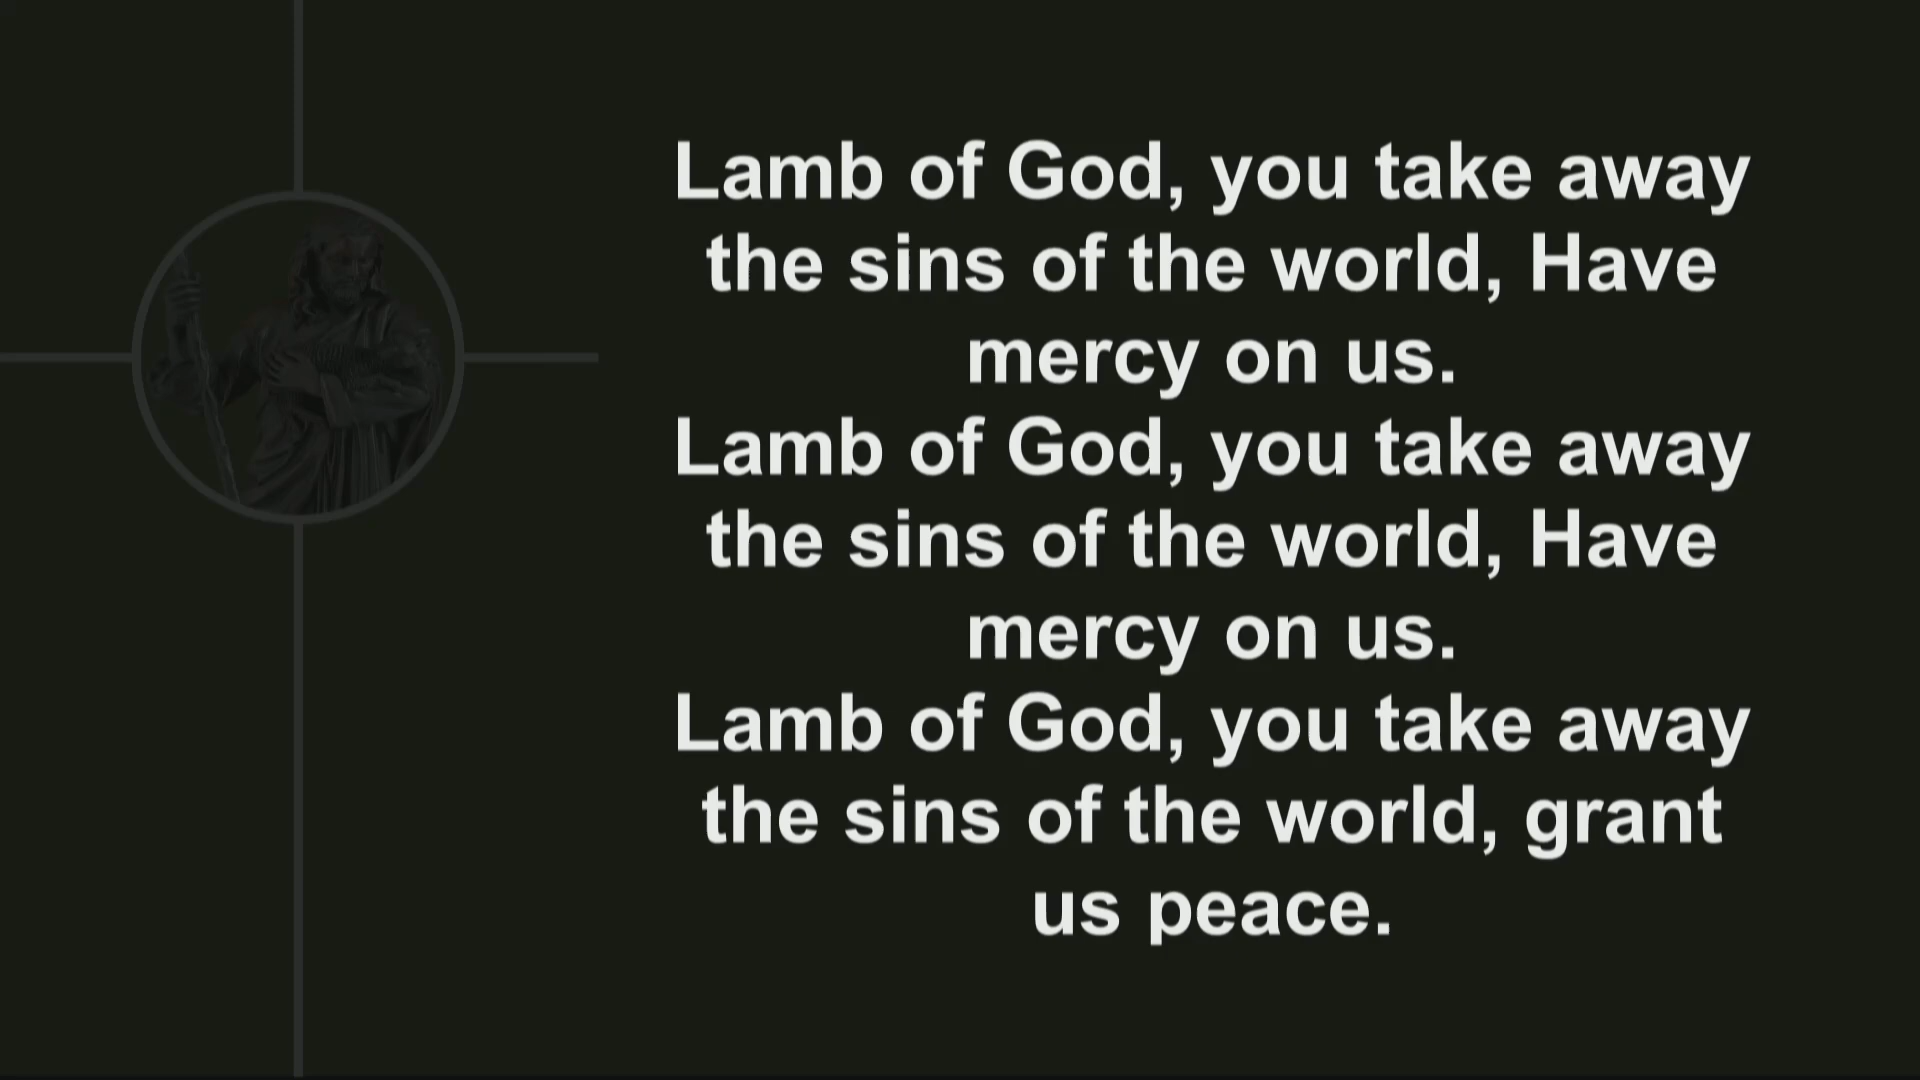 Lamb of God, you take away
the sins of the world, Have
mercy on us.
Lamb of God, you take away
the sins of the world, Have
mercy on us.
Lamb of God, you take away
the sins of the world, grant
us peace.